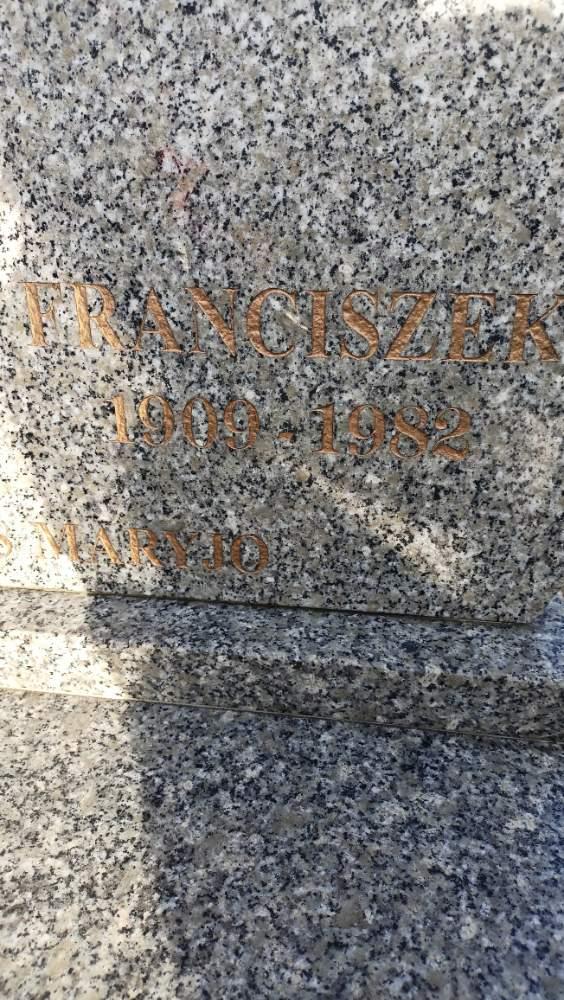 FRANCISZEK
1909 - 1982
S MARYJO